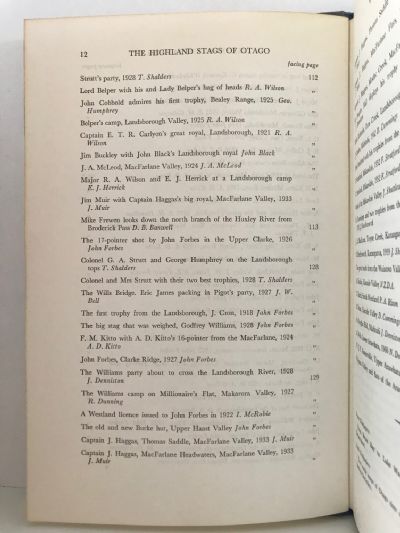 12 THE HIGHLAND STAGS OF OTAGO
facing page
Strutt's party, 1928 T. Shalders 112
Lord Belper with his and Lady Belper's bag of heads R. A. Wilson "
John Cobbold admires his first trophy, Bealey Range, 1925 Geo. "
Humphrey
Belper's camp, Landsborough Valley, 1925 R. A. Wilson "
Captain E. T. R. Carlyon's great royal, Landsborough, 1921 R. A. "
Wilson
Jim Buckley with John Black's Landsborough royal John Black "
J. A. McLeod, MacFarlane Valley, 1924 J. A. McLeod "
Major R. A. Wilson and E. J. Herrick at a Landsborough camp "
E. J. Herrick
Jim Muir with Captain Haggas's big royal, MacFarlane Valley, 1933 "
J. Muir
Mike Frewen looks down the north branch of the Huxley River from
Broderick Pass D. B. Banwell 113
The 17-pointer shot by John Forbes in the Upper Clarke, 1926 "
John Forbes
Colonel G. A. Strutt and George Humphrey on the Landsborough
tops T. Shalders 128
Colonel and Mrs Strutt with their two best trophies, 1928 T. Shalders "
The Wills Bridge. Eric James packing in Pigot's party, 1927 J. W. "
Bell
The first trophy from the Landsborough, J. Cron, 1918 John Forbes "
The big stag that was weighed, Godfrey Williams, 1928 John Forbes "
F. M. Kitto with A. D. Kitto's 16-pointer from the MacFarlane, 1924 "
A. D. Kitto
John Forbes, Clarke Ridge, 1927 John Forbes "
The Williams party about to cross the Landsborough River, 1928
J. Denniston 129
The Williams camp on Millionaire's Flat, Makarora Valley, 1927 "
R. Dunning
A Westland licence issued to John Forbes in 1922 I. McRobie "
The old and new Burke hut, Upper Haast Valley John Forbes "
Captain J. Haggas, Thomas Saddle, MacFarlane Valley, 1933 J. Muir "
Captain J. Haggas, MacFarlane Headwaters, MacFarlane Valley, 1933 "
J. Muir